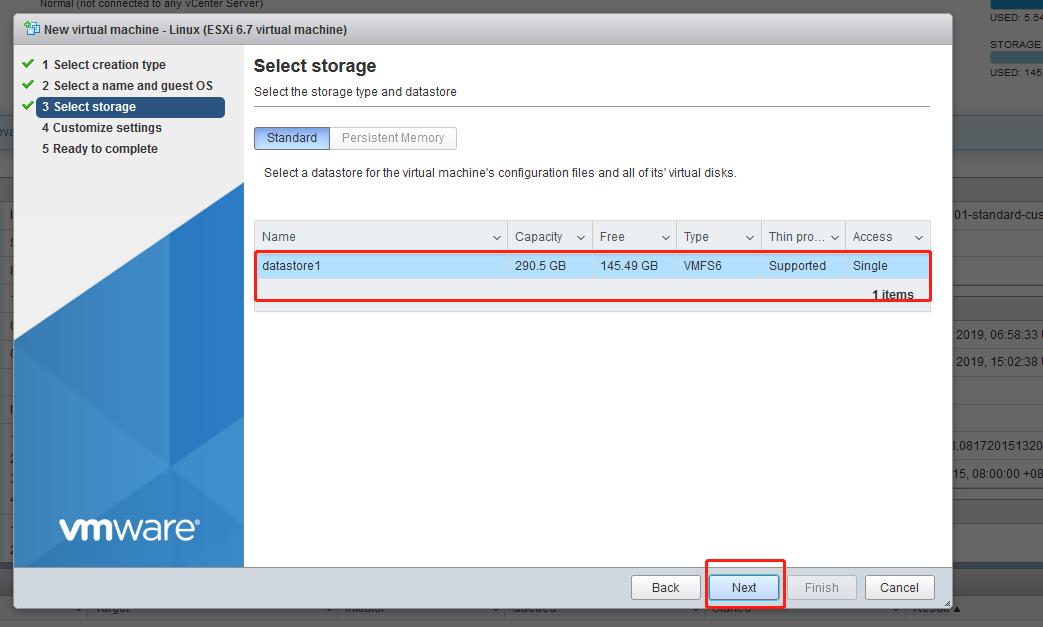 Normal (not connected to any vCenter Server)
USED: 5.54
STORAGE
USED: 145
New virtual machine - Linux (ESXi 6.7 virtual machine)
1 Select creation type
2 Select a name and guest OS
3 Select storage
4 Customize settings
5 Ready to complete
Select storage
Select the storage type and datastore
Standard Persistent Memory
Select a datastore for the virtual machine's configuration files and all of its' virtual disks.
Name Capacity Free Type Thin pro... Access
datastore1 290.5 GB 145.49 GB VMFS6 Supported Single
1 items
01-standard-cus
2019, 06:58:33
2019, 15:02:38
3.081720151320
15, 08:00:00 +08
vmware®
Back Next Finish Cancel
Target Initiator Queued Started Result